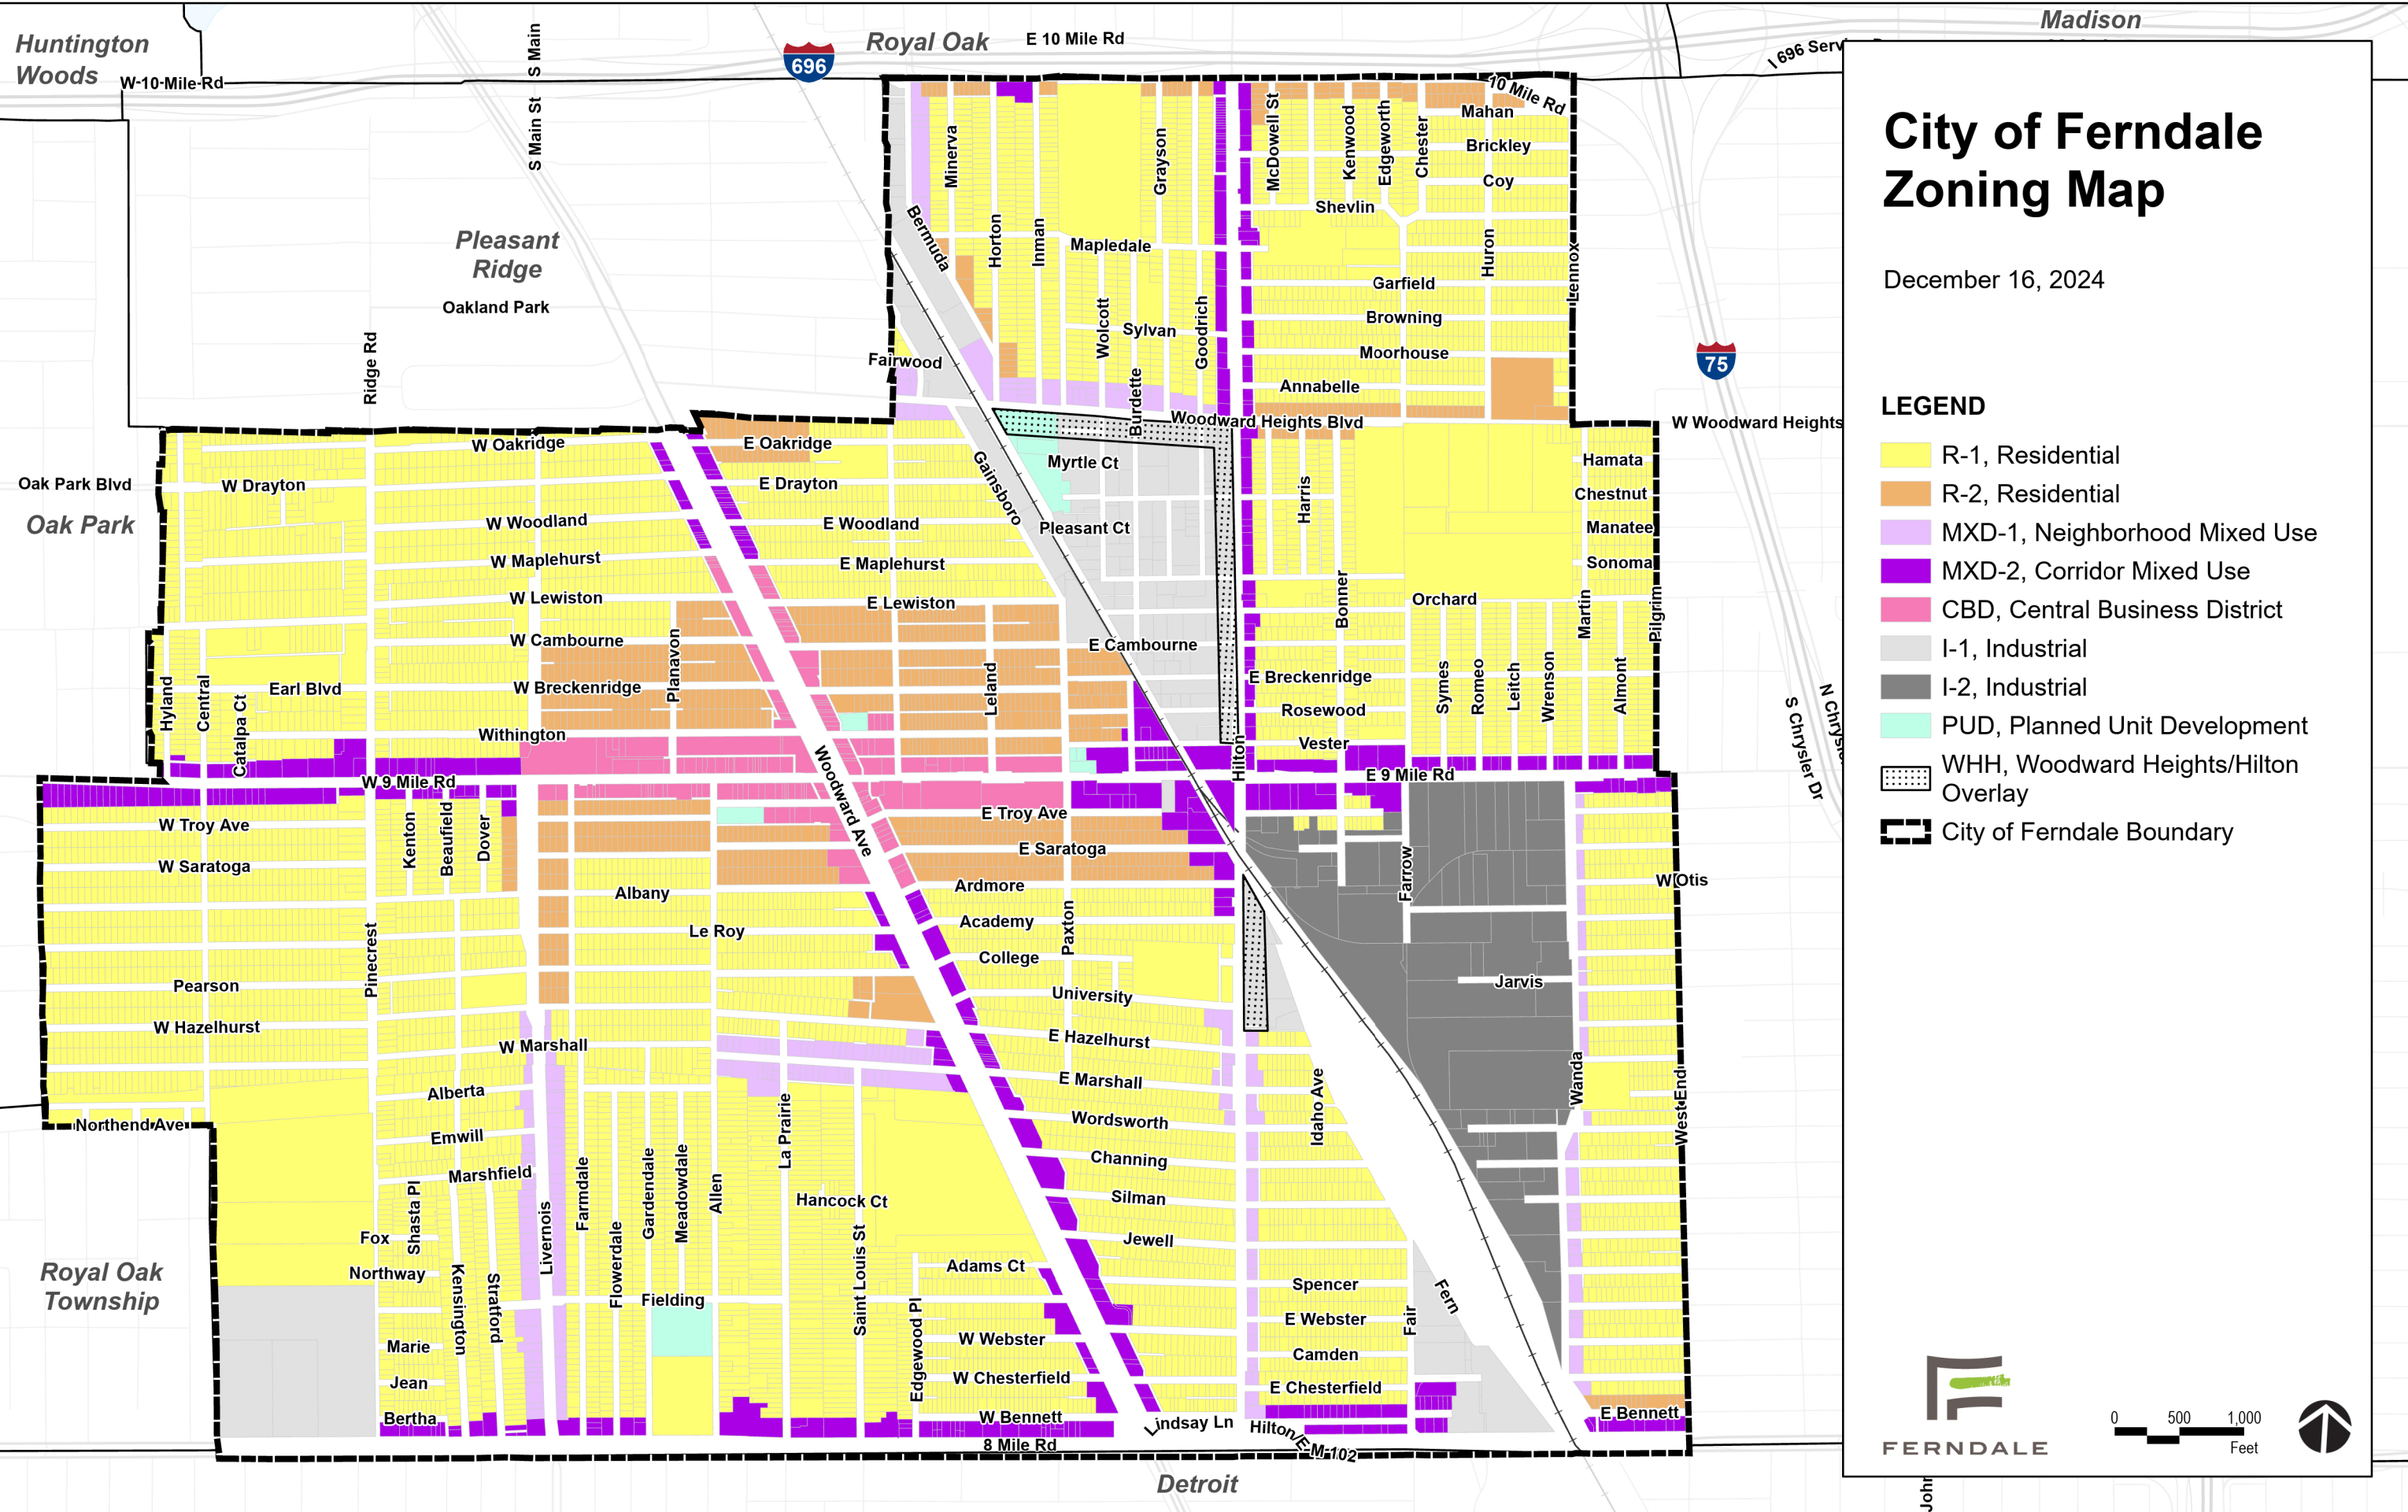 Huntington
Woods
W 10 Mile Rd
S Main St
S Main
696
Royal Oak
E 10 Mile Rd
Madison
I 696 Serv
10 Mile Rd
Mahan
Brickley
Coy
Minerva
Grayson
McDowell St
Kenwood
Edgeworth
Chester
Shevlin
Bermuda
Horton
Inman
Mapledale
Huron
Lennox
Pleasant
Ridge
Oakland Park
Garfield
Browning
Moorhouse
Annabelle
Wolcott
Sylvan
Goodrich
Burdette
Fairwood
Ridge Rd
75
Woodward Heights Blvd
W Woodward Heights
W Oakridge
E Oakridge
Oak Park Blvd
Oak Park
W Drayton
E Drayton
Gainsboro
Myrtle Ct
Harris
Hamata
Chestnut
Manatee
Sonoma
W Woodland
E Woodland
Pleasant Ct
W Maplehurst
E Maplehurst
W Lewiston
E Lewiston
Bonner
Orchard
Martin
Pilgrim
W Cambourne
E Cambourne
Planavon
Leland
Hyland
Central
Catalpa Ct
Earl Blvd
W Breckenridge
E Breckenridge
Rosewood
Symes
Romeo
Leitch
Wrenson
Almont
Withington
Vester
Hilton
Woodward Ave
W 9 Mile Rd
E 9 Mile Rd
N Chrys
S Chrysler Dr
W Troy Ave
E Troy Ave
Kenton
Beaufield
Dover
W Saratoga
E Saratoga
Farrow
W Otis
Albany
Ardmore
Academy
Paxton
Le Roy
College
Pinecrest
Pearson
University
Jarvis
W Hazelhurst
E Hazelhurst
W Marshall
E Marshall
Wanda
West End
Idaho Ave
Alberta
Wordsworth
Northend Ave
Emwill
La Prairie
Channing
Marshfield
Shasta Pl
Farmdale
Gardendale
Meadowdale
Allen
Hancock Ct
Silman
Livernois
Flowerdale
Fox
Saint Louis St
Jewell
Royal Oak
Township
Northway
Kensington
Stratford
Adams Ct
Spencer
Fern
Fielding
Edgewood Pl
E Webster
Fair
W Webster
Marie
Camden
Jean
W Chesterfield
E Chesterfield
Bertha
W Bennett
Lindsay Ln
E Bennett
8 Mile Rd
Hilton/E M 102
Detroit
City of Ferndale
Zoning Map
December 16, 2024
LEGEND
R-1, Residential
R-2, Residential
MXD-1, Neighborhood Mixed Use
MXD-2, Corridor Mixed Use
CBD, Central Business District
I-1, Industrial
I-2, Industrial
PUD, Planned Unit Development
WHH, Woodward Heights/Hilton
Overlay
City of Ferndale Boundary
FERNDALE
0 500 1,000
Feet
John